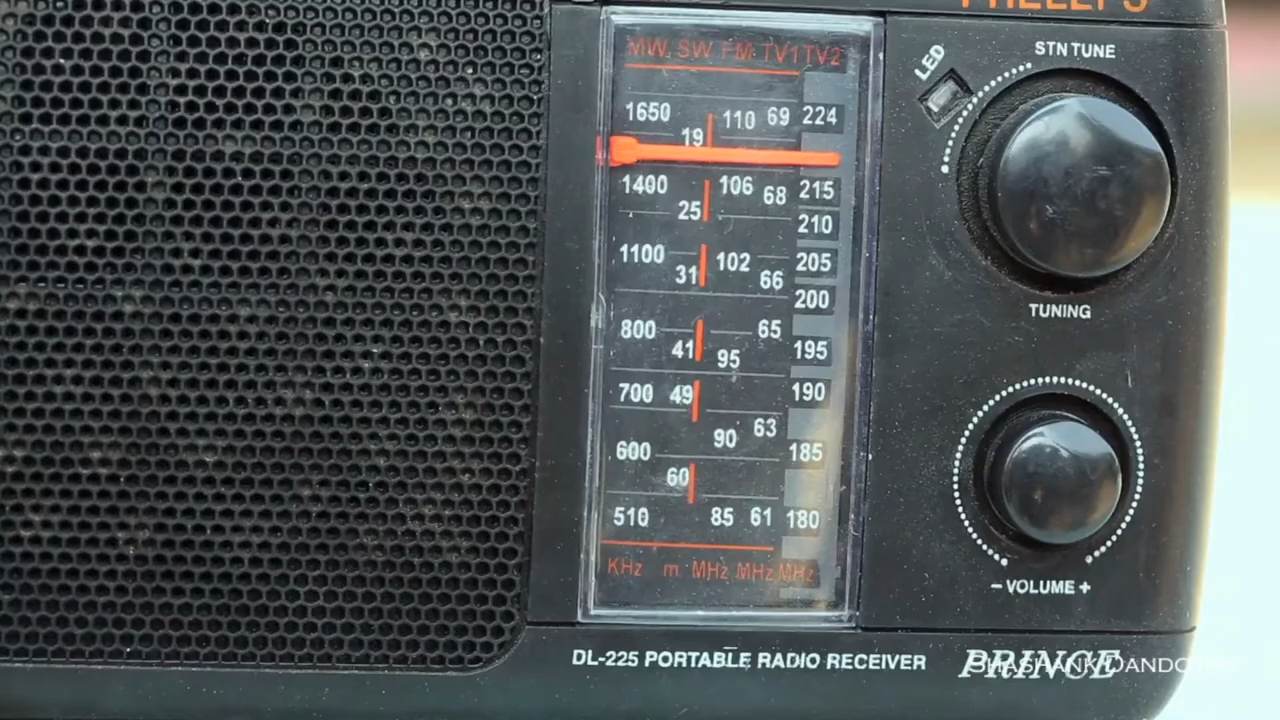 PHILLIPS
LED
STN TUNE
MW SW FM TV1 TV2
1650 110 69 224
19
1400 106 68 215
25 210
1100 102 205
31 66 200
800 65
41 95 195
700 49 190
90 63
600 185
60
510 85 61 180
KHz m MHz MHz MHz
TUNING
– VOLUME +
DL-225 PORTABLE RADIO RECEIVER
PRINCE